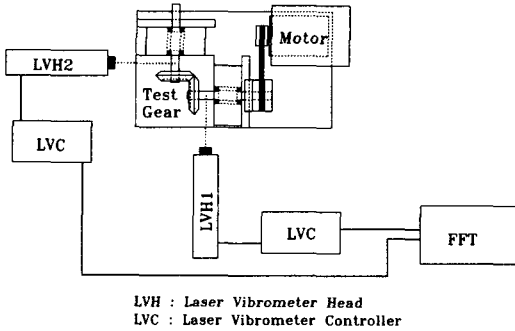 Motor
LVH2
Test
Gear
LVC
LVH1
LVC
FFT
LVH : Laser Vibrometer Head
LVC : Laser Vibrometer Controller